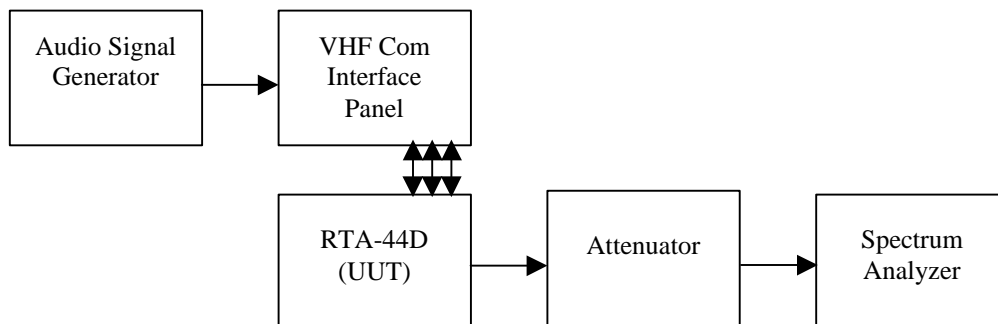 Audio Signal
Generator
VHF Com
Interface
Panel
RTA-44D
(UUT)
Attenuator
Spectrum
Analyzer